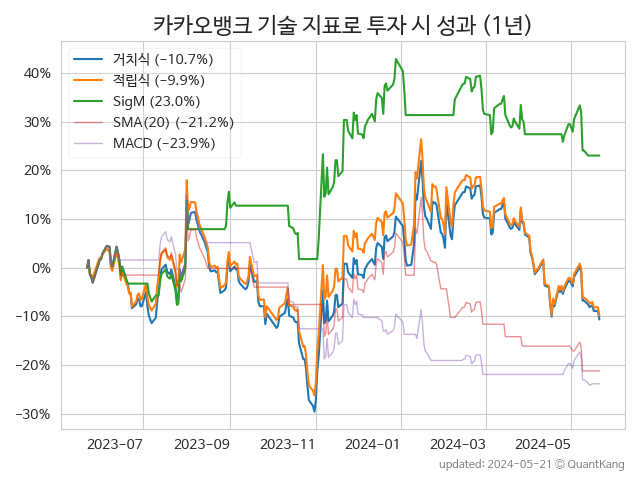 카카오뱅크 기술 지표로 투자 시 성과 (1년)
거치식 (−10.7%)
적립식 (−9.9%)
SigM (23.0%)
SMA(20) (−21.2%)
MACD (−23.9%)
40%
30%
20%
10%
0%
−10%
−20%
−30%
2023−07 2023−09 2023−11 2024−01 2024−03 2024−05
updated: 2024-05-21 © QuantKang